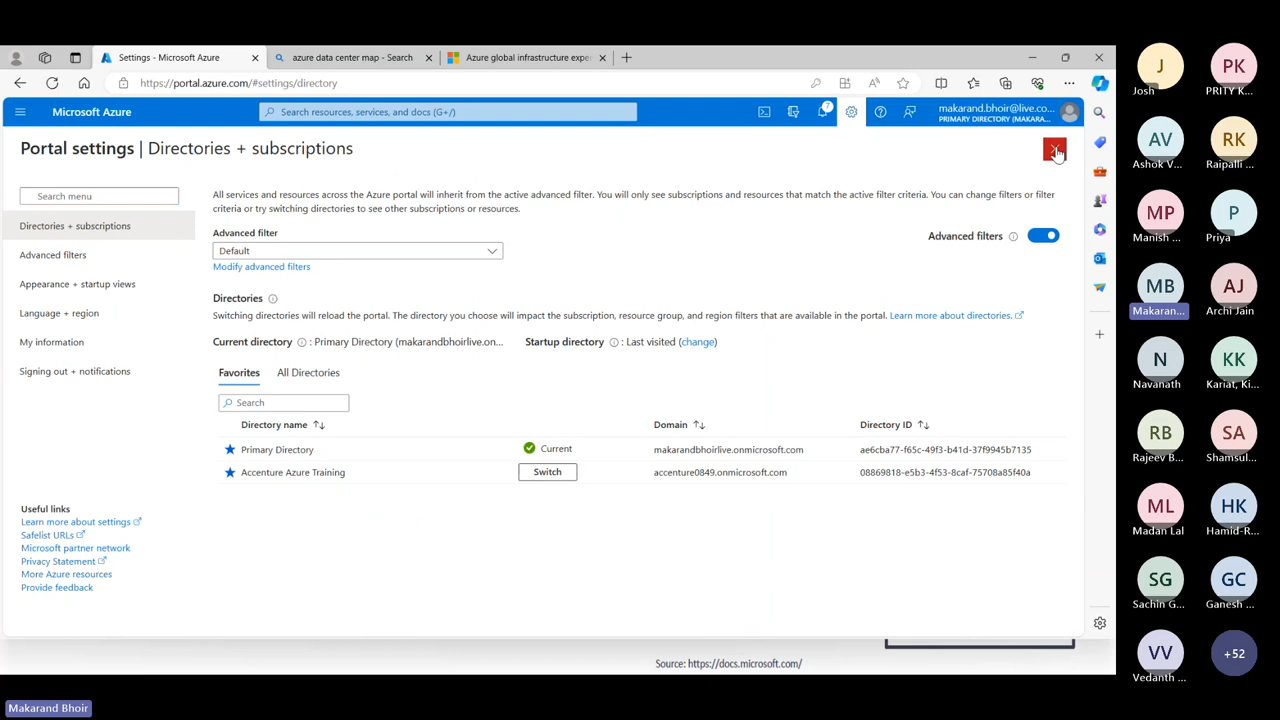 Settings - Microsoft Azure
azure data center map - Search
Azure global infrastructure expe
https://portal.azure.com/#settings/directory
Microsoft Azure
Search resources, services, and docs (G+/)
7
makarand.bhoir@live.co...
PRIMARY DIRECTORY (MAKARA...
Portal settings | Directories + subscriptions
Search menu
Directories + subscriptions
Advanced filters
Appearance + startup views
Language + region
My information
Signing out + notifications
Useful links
Learn more about settings
Safelist URLs
Microsoft partner network
Privacy Statement
More Azure resources
Provide feedback
All services and resources across the Azure portal will inherit from the active advanced filter. You will only see subscriptions and resources that match the active filter criteria. You can change filters or filter
criteria or try switching directories to see other subscriptions or resources.
Advanced filter
Default
Modify advanced filters
Advanced filters
Directories
Switching directories will reload the portal. The directory you choose will impact the subscription, resource group, and region filters that are available in the portal. Learn more about directories.
Current directory : Primary Directory (makarandbhoirlive.on...
Startup directory : Last visited (change)
Favorites All Directories
Search
Directory name Domain Directory ID
Primary Directory Current makarandbhoirlive.onmicrosoft.com ae6cba77-f65c-49f3-b41d-37f9945b7135
Accenture Azure Training Switch accenture0849.onmicrosoft.com 08869818-e5b3-4f53-8caf-75708a85f40a
Source: https://docs.microsoft.com/
J PK
Josh PRITY K...
AV RK
Ashok V... Raipalli ...
MP P
Manish ... Priya
MB AJ
Makaran... Archi Jain
N KK
Navanath Kariat, Ki...
RB SA
Rajeev B... Shamsul...
ML HK
Madan Lal Hamid-R...
SG GC
Sachin G... Ganesh ...
VV +52
Vedanth ...
Makarand Bhoir